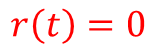 r(t) = 0